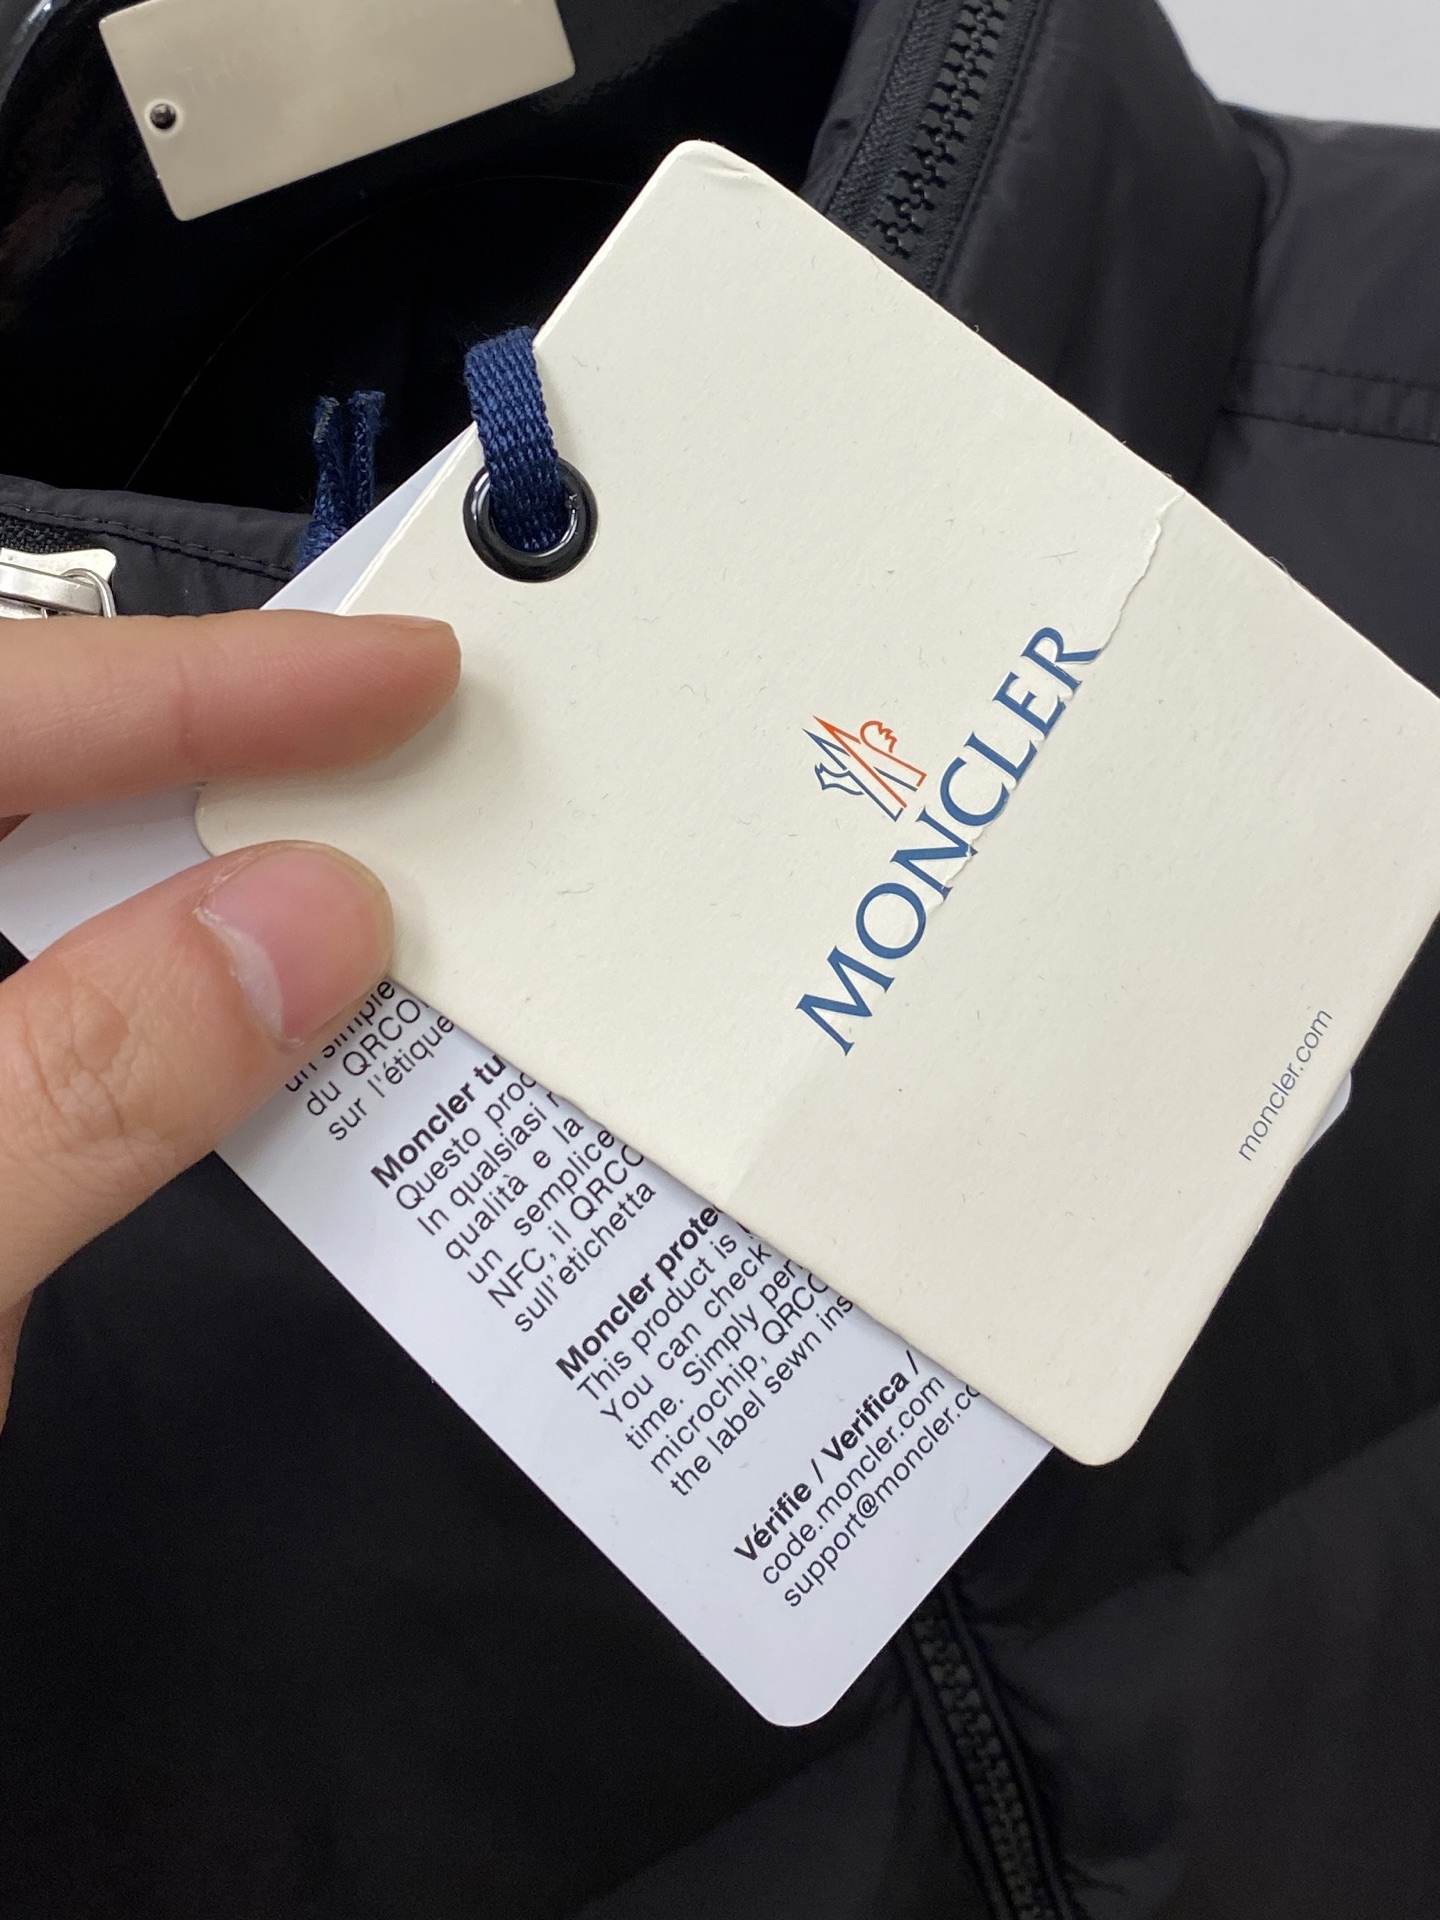 MONCLER
moncler.com
un simple
du QRCO
sur l'étique
Moncler tu
Questo proc
In qualsiasi
qualità e la
un semplice
NFC, il QRCO
sull'etichetta
Moncler prote
This product is
You can check
time. Simply
microchip, QRCO
the label sewn ins
Vérifie / Verifica /
code.moncler.com
support@moncler.co